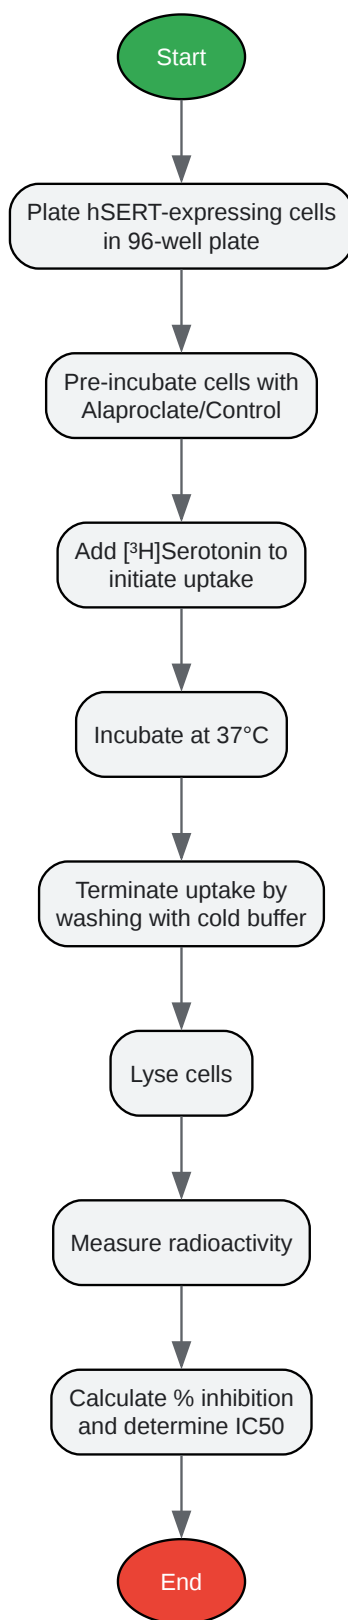 Start
Plate hSERT-expressing cells
in 96-well plate
Pre-incubate cells with
Alaproclate/Control
Add [³H]Serotonin to
initiate uptake
Incubate at 37°C
Terminate uptake by
washing with cold buffer
Lyse cells
Measure radioactivity
Calculate % inhibition
and determine IC50
End